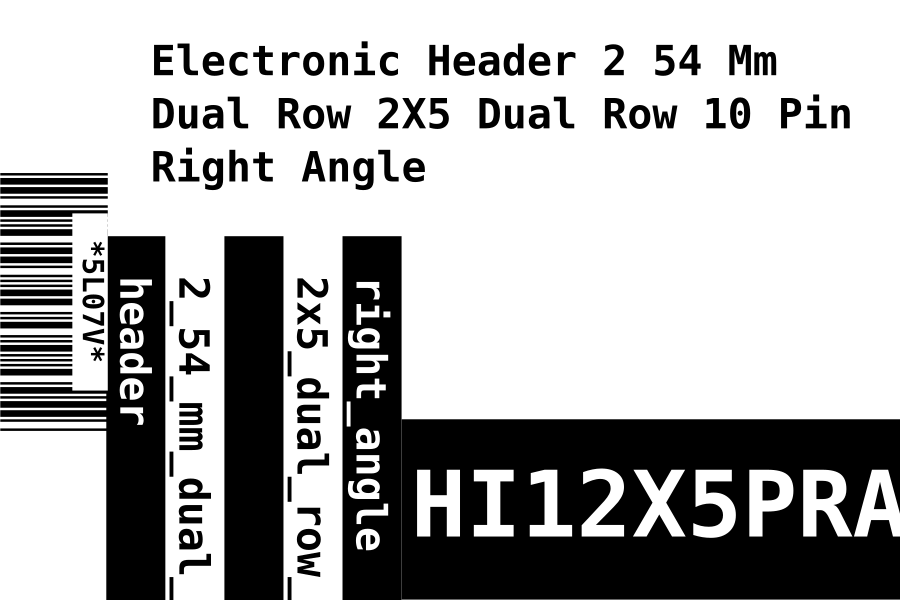 Electronic Header 2 54 Mm
Dual Row 2X5 Dual Row 10 Pin
Right Angle
*5L07V*
header
2_54_mm_dual_
2x5_dual_row_
right_angle
HI12X5PRA